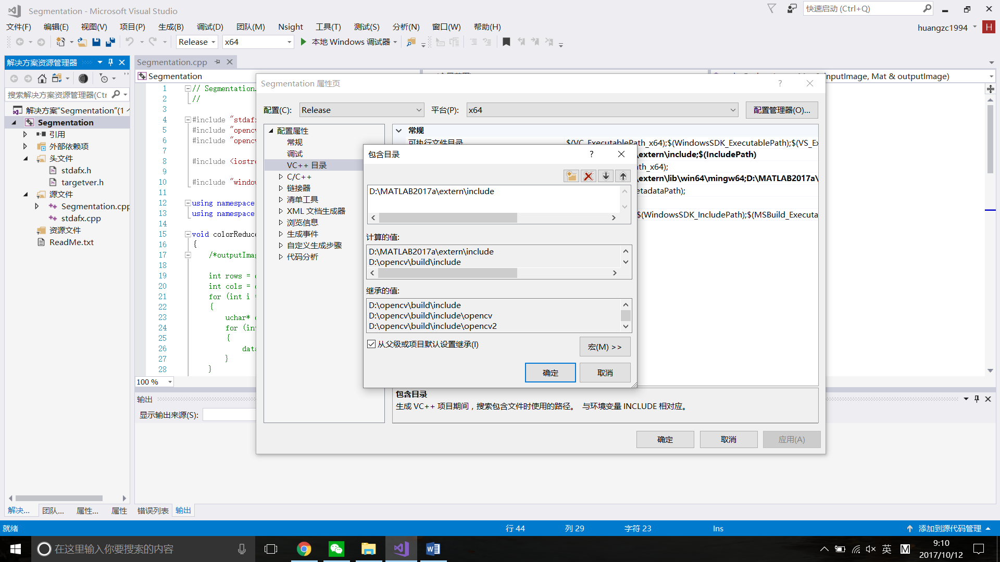 Segmentation - Microsoft Visual Studio
快速启动 (Ctrl+Q)
文件(F) 编辑(E) 视图(V) 项目(P) 生成(B) 调试(D) 团队(M) Nsight 工具(T) 测试(S) 分析(N) 窗口(W) 帮助(H)
huangzc1994 H
Release x64 本地 Windows 调试器
解决方案资源管理器
搜索解决方案资源管理器(Ctr
解决方案"Segmentation"(1
Segmentation
引用
外部依赖项
头文件
stdafx.h
targetver.h
源文件
Segmentation.cpp
stdafx.cpp
资源文件
ReadMe.txt
解决... 团队... 属性... 属性
Segmentation.cpp
Segmentation
inputImage, Mat & outputImage)
1 // Segmentation.
2 //
3
4 #include "stdafx
5 #include "opencv
6 #include "opencv
7
8 #include <iostre
9
10 #include "window
11
12 using namespace
13 using namespace
14
15 void colorReduce
16 {
17 /*outputImag
18
19 int rows =
20 int cols =
21 for (int i
22 {
23 uchar*
24 for (int
25 {
26 data
27 }
28 }
100 %
输出
显示输出来源(S):
错误列表 输出
Segmentation 属性页
?
配置(C): Release 平台(P): x64 配置管理器(O)...
配置属性
常规
调试
VC++ 目录
C/C++
链接器
清单工具
XML 文档生成器
浏览信息
生成事件
自定义生成步骤
代码分析
常规
可执行文件目录 $(VC_ExecutablePath_x64);$(WindowsSDK_ExecutablePath);$(VS_Ex
\extern\include;$(IncludePath)
th_x64);
\extern\lib\win64\mingw64;D:\MATLAB2017a\
etadataPath);
$(WindowsSDK_IncludePath);$(MSBuild_Executa
包含目录
?
D:\MATLAB2017a\extern\include
计算的值:
D:\MATLAB2017a\extern\include
D:\opencv\build\include
继承的值:
D:\opencv\build\include
D:\opencv\build\include\opencv
D:\opencv\build\include\opencv2
从父级或项目默认设置继承(I)
宏(M) >>
确定 取消
包含目录
生成 VC++ 项目期间，搜索包含文件时使用的路径。 与环境变量 INCLUDE 相对应。
确定 取消 应用(A)
就绪 行 44 列 29 字符 23 Ins 添加到源代码管理
在这里输入你要搜索的内容
英 M
9:10
2017/10/12